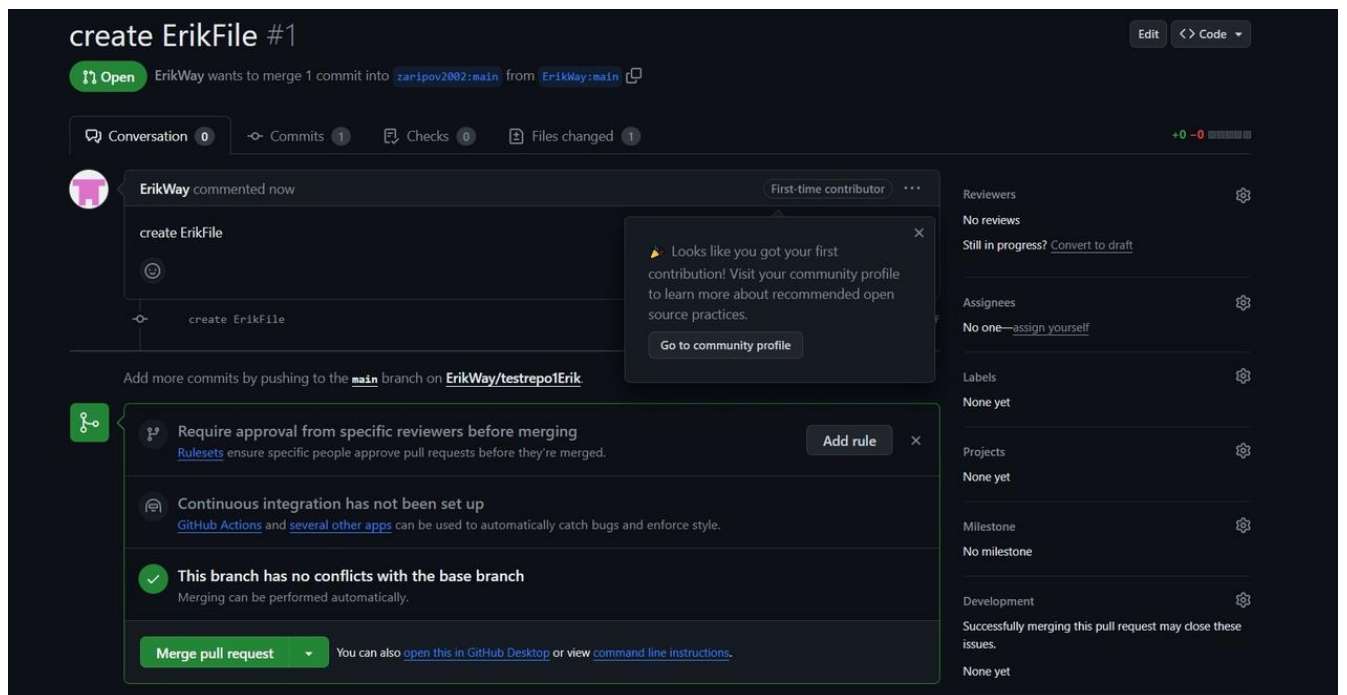 create ErikFile #1
Edit
<> Code
Open
ErikWay wants to merge 1 commit into zaripov2002:main from ErikWay:main
Conversation 0
Commits 1
Checks 0
Files changed 1
+0 −0
ErikWay commented now
First-time contributor
create ErikFile
Looks like you got your first
contribution! Visit your community profile
to learn more about recommended open
source practices.
Go to community profile
create ErikFile
Add more commits by pushing to the main branch on ErikWay/testrepo1Erik.
Require approval from specific reviewers before merging
Rulesets ensure specific people approve pull requests before they're merged.
Add rule
Continuous integration has not been set up
GitHub Actions and several other apps can be used to automatically catch bugs and enforce style.
This branch has no conflicts with the base branch
Merging can be performed automatically.
Merge pull request
You can also open this in GitHub Desktop or view command line instructions.
Reviewers
No reviews
Still in progress? Convert to draft
Assignees
No one—assign yourself
Labels
None yet
Projects
None yet
Milestone
No milestone
Development
Successfully merging this pull request may close these
issues.
None yet